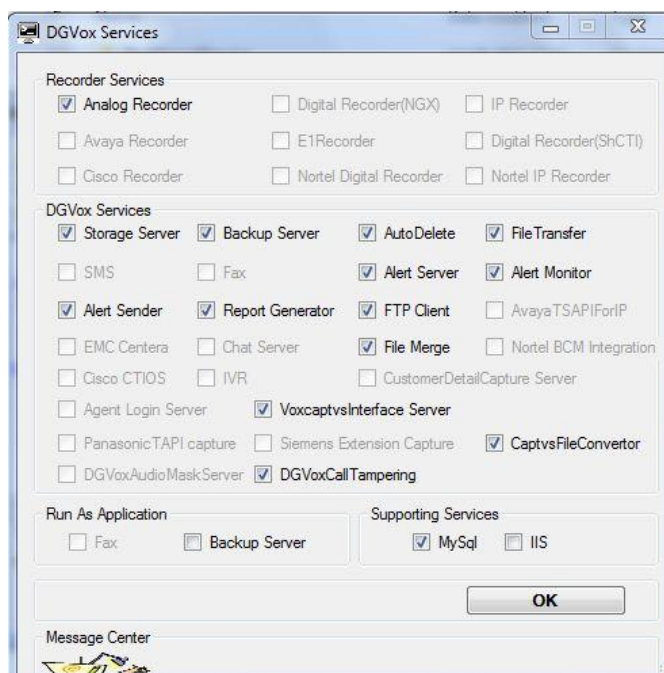 DGVox Services
Recorder Services
Analog Recorder Digital Recorder(NGX) IP Recorder
Avaya Recorder E1Recorder Digital Recorder(ShCTI)
Cisco Recorder Nortel Digital Recorder Nortel IP Recorder
DGVox Services
Storage Server Backup Server AutoDelete FileTransfer
SMS Fax Alert Server Alert Monitor
Alert Sender Report Generator FTP Client AvayaTSAPIForIP
EMC Centera Chat Server File Merge Nortel BCM Integration
Cisco CTIOS IVR CustomerDetailCapture Server
Agent Login Server VoxcaptvsInterface Server
PanasonicTAPI capture Siemens Extension Capture CaptvsFileConvertor
DGVoxAudioMaskServer DGVoxCallTampering
Run As Application Supporting Services
Fax Backup Server MySql IIS
OK
Message Center